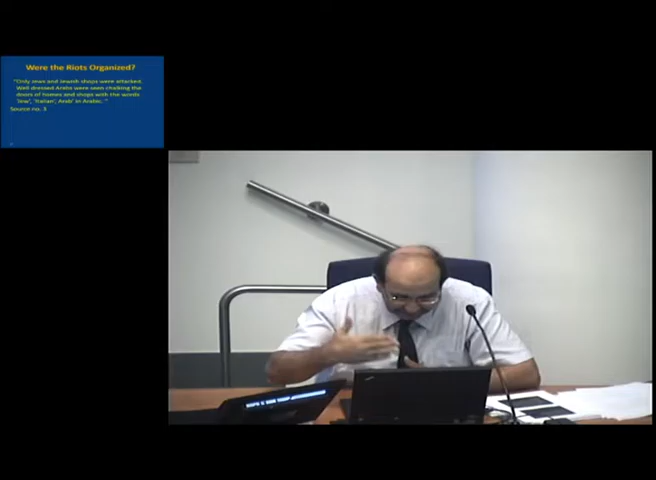 Were the Riots Organized?
"Only Jews and Jewish shops were attacked.
Well dressed Arabs were seen chalking the
doors of homes and shops with the words
'Jew', 'Italian', Arab' in Arabic. "
Source no. 3